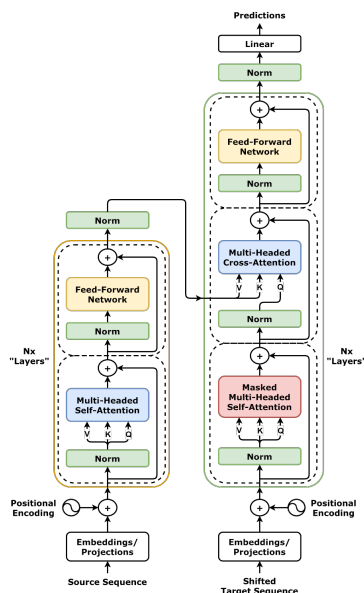 Predictions
Linear
Norm
Feed-Forward
Network
Norm
Multi-Headed
Cross-Attention
V K Q
Norm
Nx
"Layers"
Masked
Multi-Headed
Self-Attention
V K Q
Norm
Positional
Encoding
Embeddings/
Projections
Shifted
Target Sequence
Norm
Feed-Forward
Network
Norm
Nx
"Layers"
Multi-Headed
Self-Attention
V K Q
Norm
Positional
Encoding
Embeddings/
Projections
Source Sequence